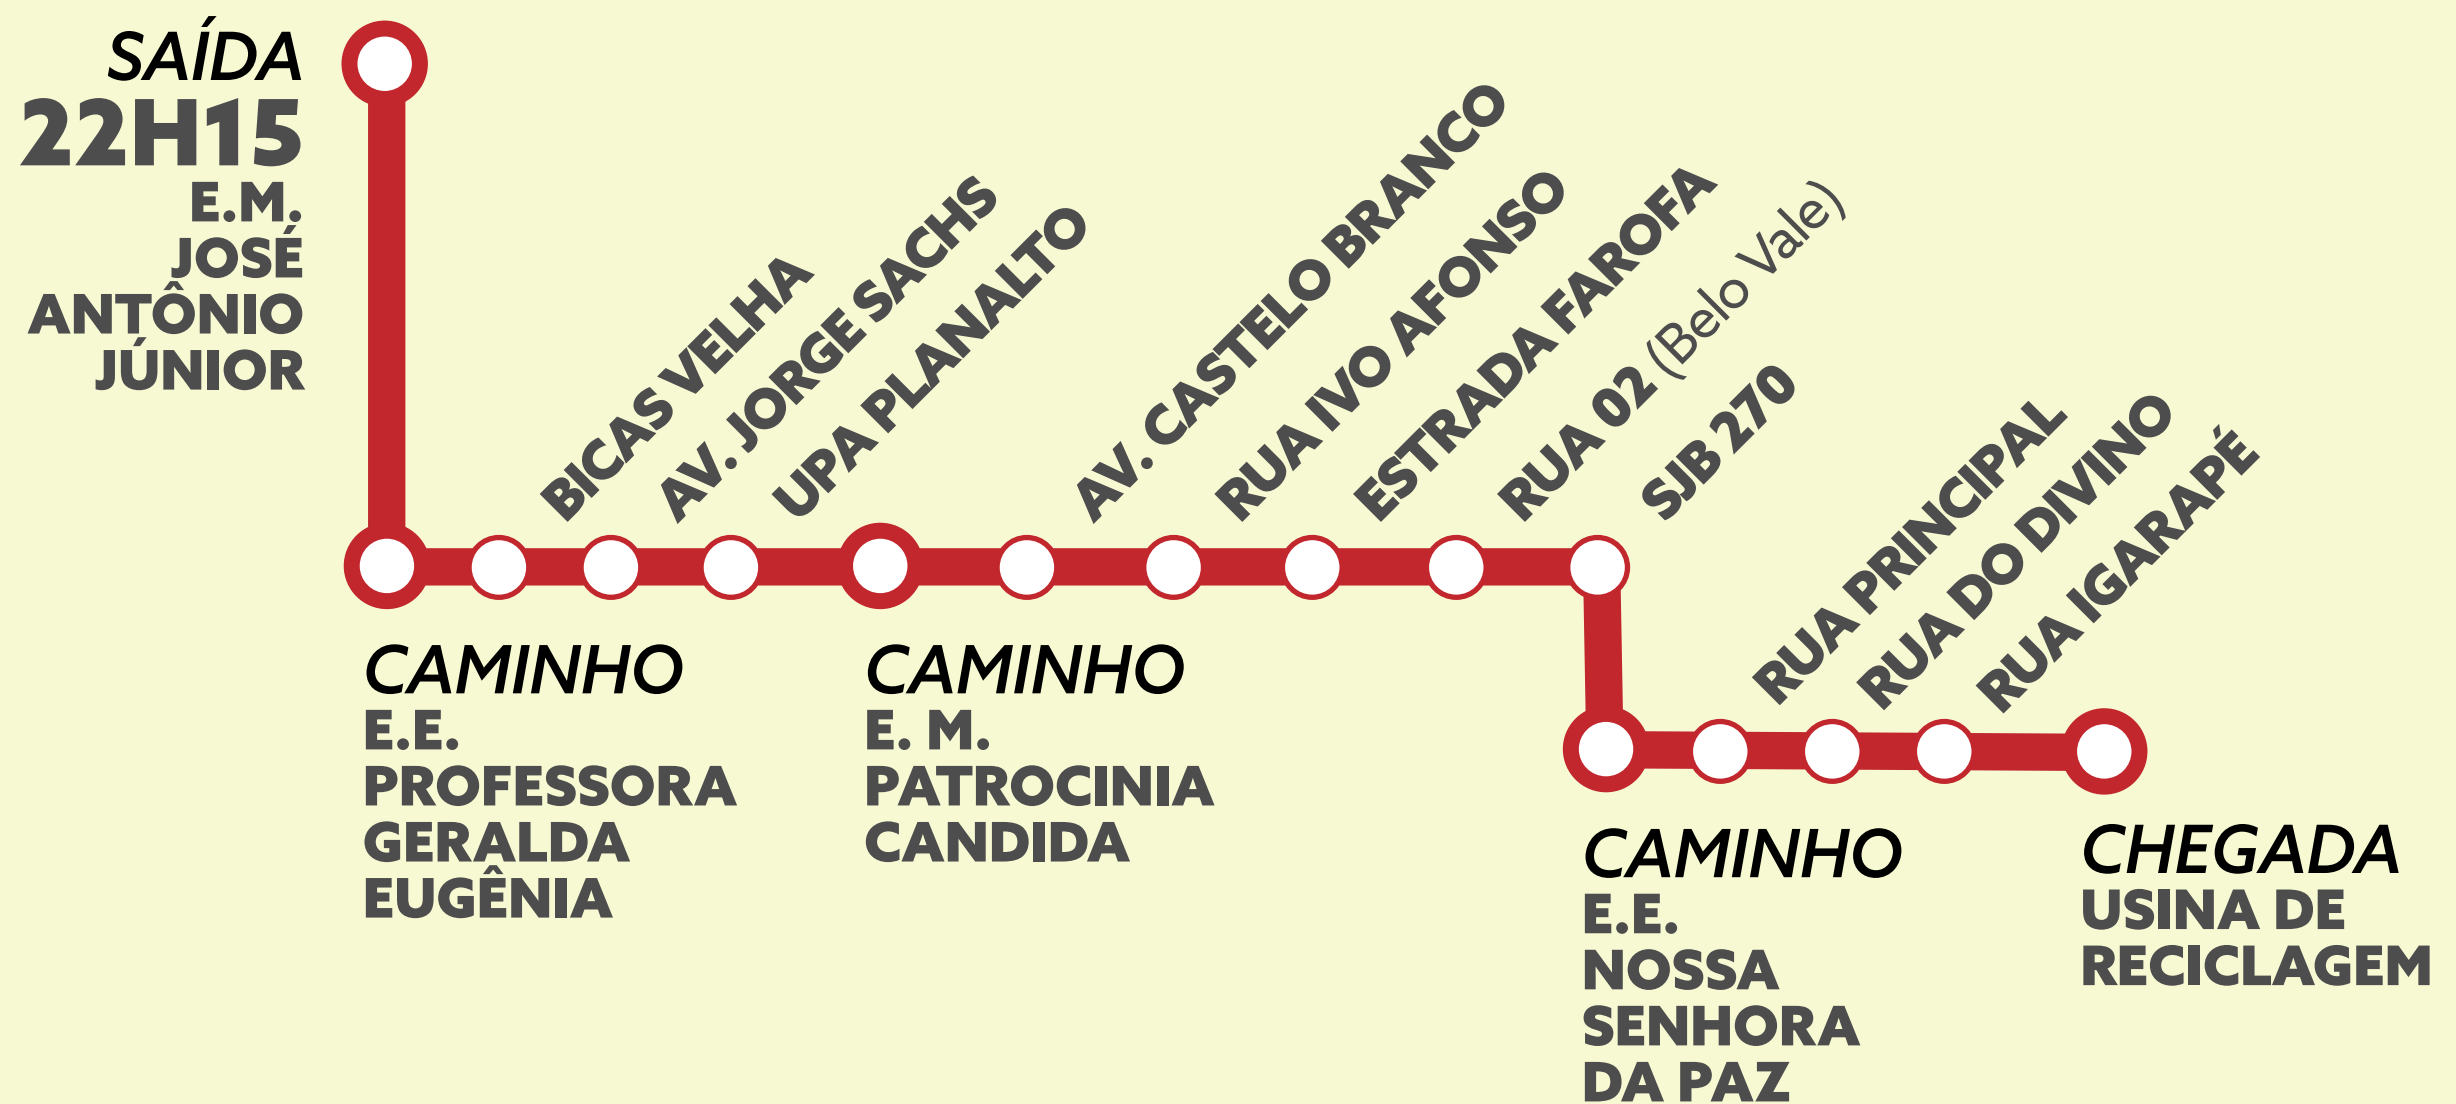 SAÍDA
22H15
E.M.
JOSÉ
ANTÔNIO
JÚNIOR
BICAS VELHA
AV. JORGE SACHS
UPA PLANALTO
AV. CASTELO BRANCO
RUA IVO AFONSO
ESTRADA FAROFA
RUA 02 (Belo Vale)
SJB 270
RUA PRINCIPAL
RUA DO DIVINO
RUA IGARAPÉ
CAMINHO
E.E.
PROFESSORA
GERALDA
EUGÊNIA
CAMINHO
E. M.
PATROCINIA
CANDIDA
CAMINHO
E.E.
NOSSA
SENHORA
DA PAZ
CHEGADA
USINA DE
RECICLAGEM